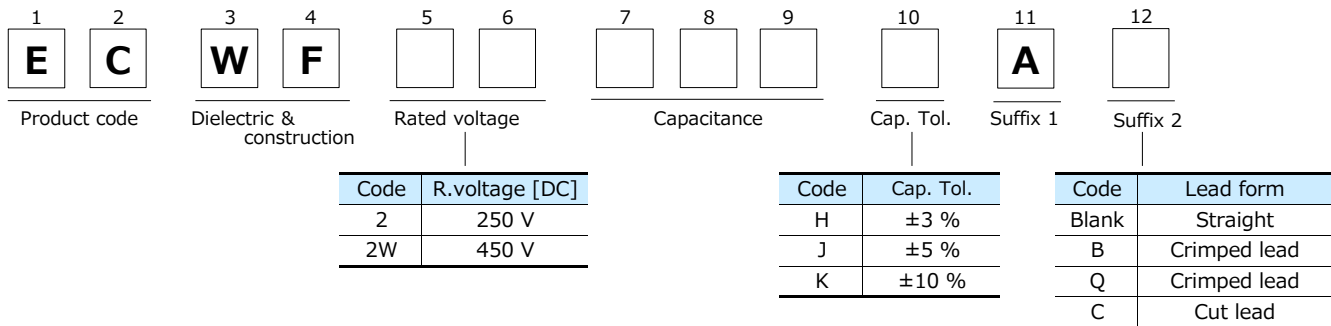 1 2 3 4 5 6 7 8 9 10 11 12
E C W F A
Product code Dielectric & construction Rated voltage Capacitance Cap. Tol. Suffix 1 Suffix 2
Code R.voltage [DC]
2 250 V
2W 450 V
Code Cap. Tol.
H ±3 %
J ±5 %
K ±10 %
Code Lead form
Blank Straight
B Crimped lead
Q Crimped lead
C Cut lead